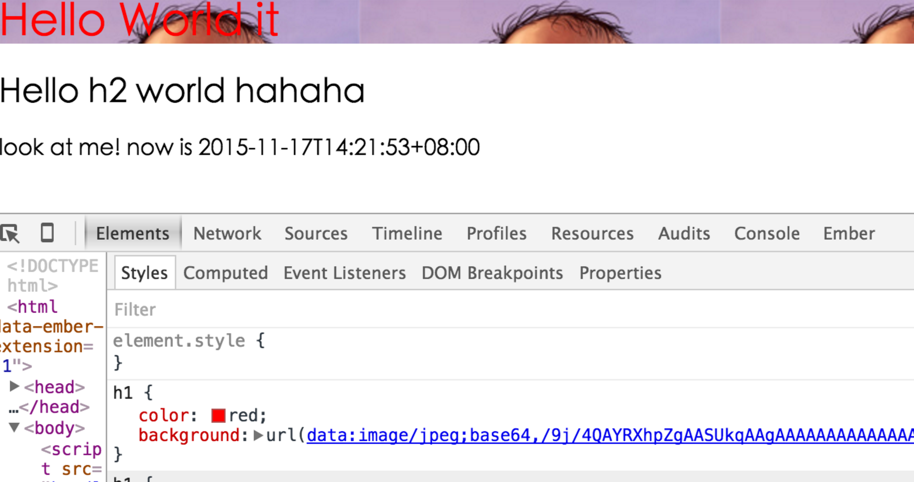 Hello World it
Hello h2 world hahaha
look at me! now is 2015-11-17T14:21:53+08:00
Elements Network Sources Timeline Profiles Resources Audits Console Ember
<!DOCTYPE
html>
<html
data-ember-
extension=
1">
▶<head>
…</head>
▼<body>
<scrip
t src=
Styles Computed Event Listeners DOM Breakpoints Properties
Filter
element.style {
}
h1 {
color: red;
background:▶url(data:image/jpeg;base64,/9j/4QAYRXhpZgAASUkqAAgAAAAAAAAAAAAAA
}
h1 {